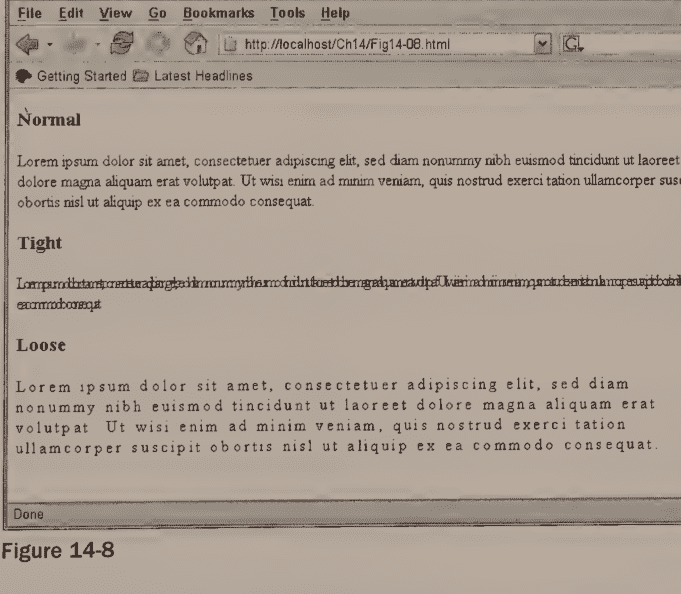 File Edit View Go Bookmarks Tools Help
http://localhost/Ch14/Fig14-08.html G
Getting Started Latest Headlines
Normal
Lorem ipsum dolor sit amet, consectetuer adipiscing elit, sed diam nonummy nibh euismod tincidunt ut laoreet
dolore magna aliquam erat volutpat. Ut wisi enim ad minim veniam, quis nostrud exerci tation ullamcorper susc
obortis nisl ut aliquip ex ea commodo consequat.
Tight
Loose
Lorem ipsum dolor sit amet, consectetuer adipiscing elit, sed diam
nonummy nibh euismod tincidunt ut laoreet dolore magna aliquam erat
volutpat Ut wisi enim ad minim veniam, quis nostrud exerci tation
ullamcorper suscipit obortis nisl ut aliquip ex ea commodo consequat.
Done
Figure 14-8